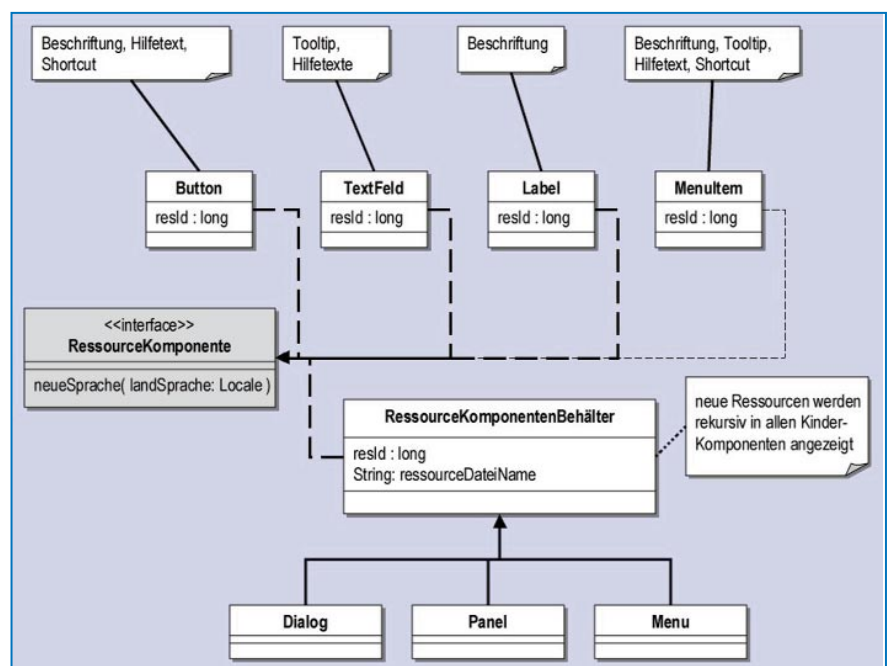 Beschriftung, Hilfetext,
Shortcut
Tooltip,
Hilfetexte
Beschriftung
Beschriftung, Tooltip,
Hilfetext, Shortcut
Button
resId : long
TextFeld
resId : long
Label
resId : long
MenuItem
resId : long
<<interface>>
RessourceKomponente
neueSprache( landSprache: Locale )
RessourceKomponentenBehälter
resId : long
String: ressourceDateiName
neue Ressourcen werden
rekursiv in allen Kinder-
Komponenten angezeigt
Dialog
Panel
Menu